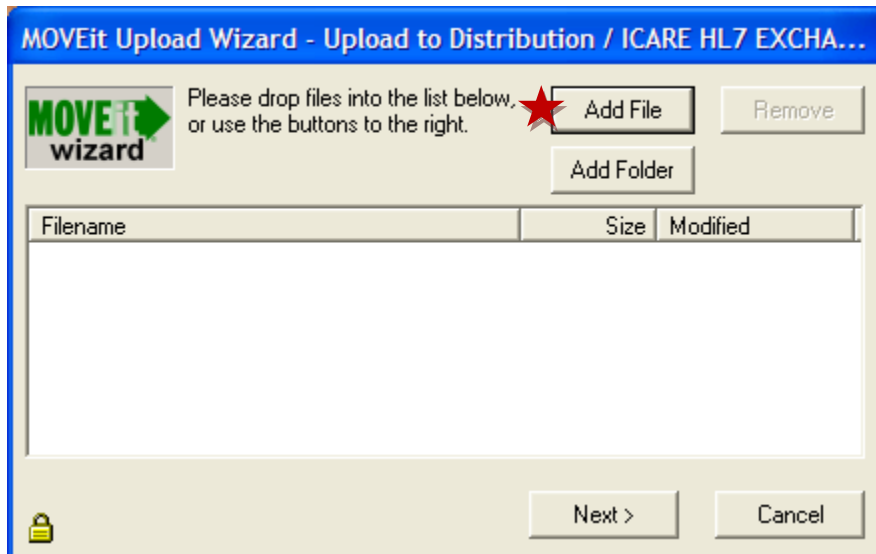 MOVEit Upload Wizard - Upload to Distribution / ICARE HL7 EXCHA...
MOVEit
wizard
Please drop files into the list below,
or use the buttons to the right.
Add File
Remove
Add Folder
Filename Size Modified
Next >
Cancel